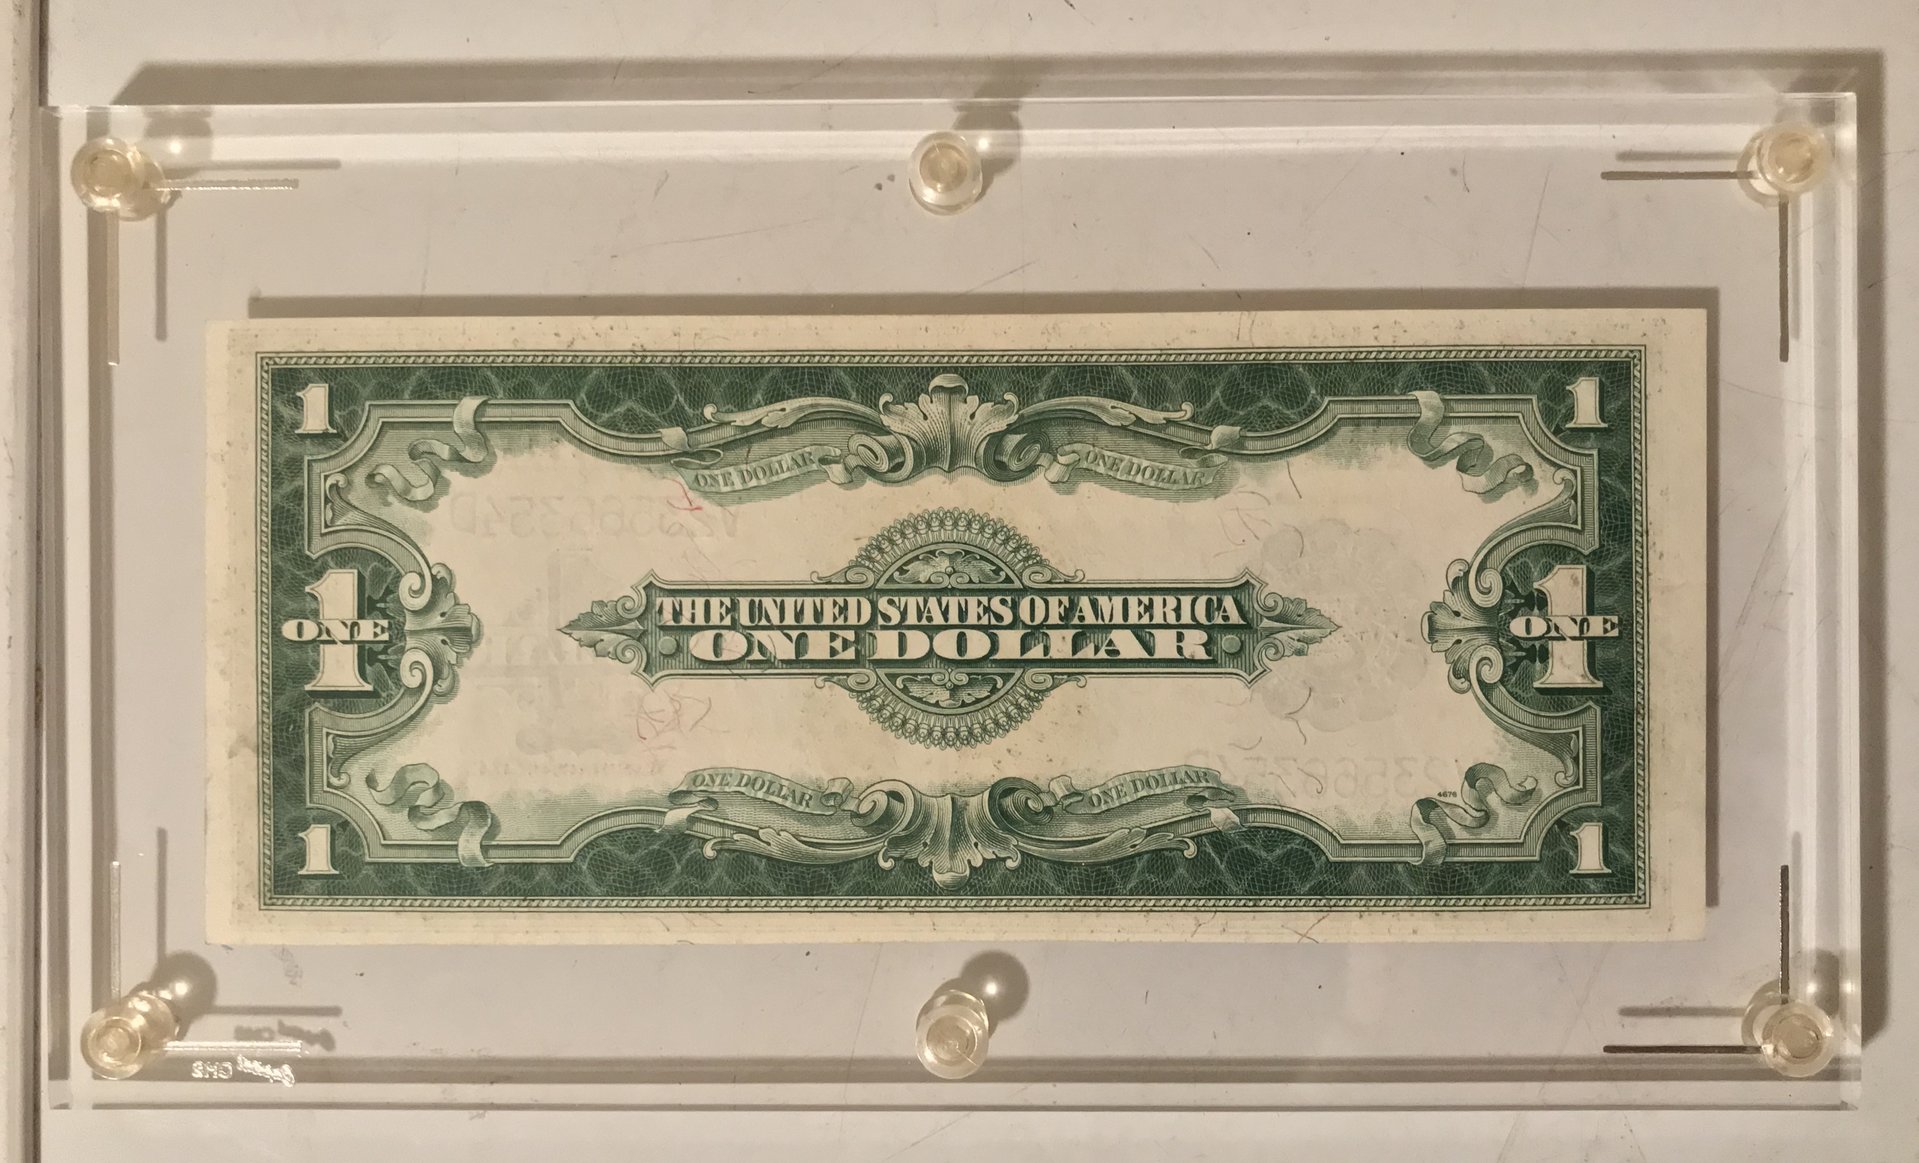 1 1
ONE DOLLAR ONE DOLLAR
THE UNITED STATES OF AMERICA
ONE ONE DOLLAR ONE
1 1
ONE DOLLAR ONE DOLLAR
4676
1 1